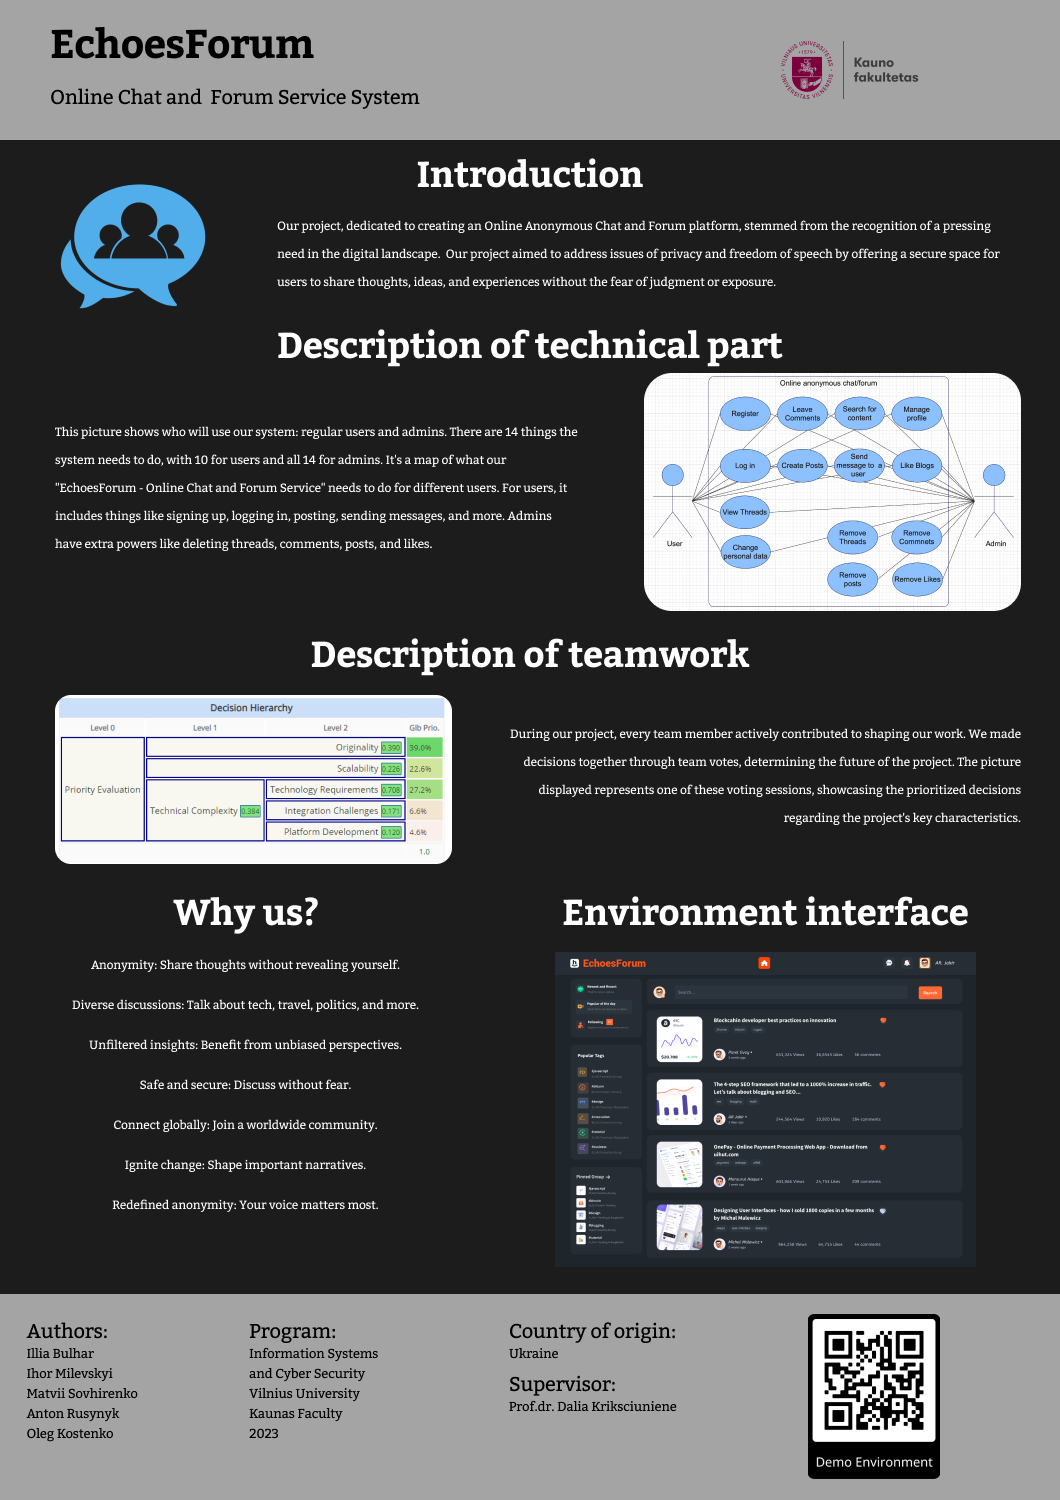 EchoesForum
Online Chat and Forum Service System
VILNIAUS UNIVERSITETAS
1579
UNIVERSITAS VILNENSIS
Kauno
fakultetas
Introduction
Our project, dedicated to creating an Online Anonymous Chat and Forum platform, stemmed from the recognition of a pressing
need in the digital landscape. Our project aimed to address issues of privacy and freedom of speech by offering a secure space for
users to share thoughts, ideas, and experiences without the fear of judgment or exposure.
Description of technical part
This picture shows who will use our system: regular users and admins. There are 14 things the
system needs to do, with 10 for users and all 14 for admins. It's a map of what our
"EchoesForum - Online Chat and Forum Service" needs to do for different users. For users, it
includes things like signing up, logging in, posting, sending messages, and more. Admins
have extra powers like deleting threads, comments, posts, and likes.
Online anonymous chat/forum
Register
Leave
Comments
Search for
content
Manage
profile
Log in
Create Posts
Send
message to a
user
Like Blogs
View Threads
Change
personal data
Remove
Threads
Remove
Commnets
Remove
posts
Remove Likes
User
Admin
Description of teamwork
Decision Hierarchy
Level 0 Level 1 Level 2 Glb Prio.
Priority Evaluation
Originality 0.390 39.0%
Scalability 0.226 22.6%
Technical Complexity 0.384
Technology Requirements 0.708 27.2%
Integration Challenges 0.171 6.6%
Platform Development 0.120 4.6%
1.0
During our project, every team member actively contributed to shaping our work. We made
decisions together through team votes, determining the future of the project. The picture
displayed represents one of these voting sessions, showcasing the prioritized decisions
regarding the project's key characteristics.
Why us?
Anonymity: Share thoughts without revealing yourself.
Diverse discussions: Talk about tech, travel, politics, and more.
Unfiltered insights: Benefit from unbiased perspectives.
Safe and secure: Discuss without fear.
Connect globally: Join a worldwide community.
Ignite change: Shape important narratives.
Redefined anonymity: Your voice matters most.
Environment interface
EchoesForum
Newest and Recent
Popular of the day
Following
Search...
Search
Popular Tags
Pinned Group
Blockcahin developer best practices on innovation
The 4-step SEO framework that led to a 1000% increase in traffic.
Let's talk about blogging and SEO...
OnePay - Online Payment Processing Web App - Download from
uihut.com
Designing User Interfaces - how I sold 1800 copies in a few months
by Michal Malewicz
Authors:
Illia Bulhar
Ihor Milevskyi
Matvii Sovhirenko
Anton Rusynyk
Oleg Kostenko
Program:
Information Systems
and Cyber Security
Vilnius University
Kaunas Faculty
2023
Country of origin:
Ukraine
Supervisor:
Prof.dr. Dalia Kriksciuniene
Demo Environment